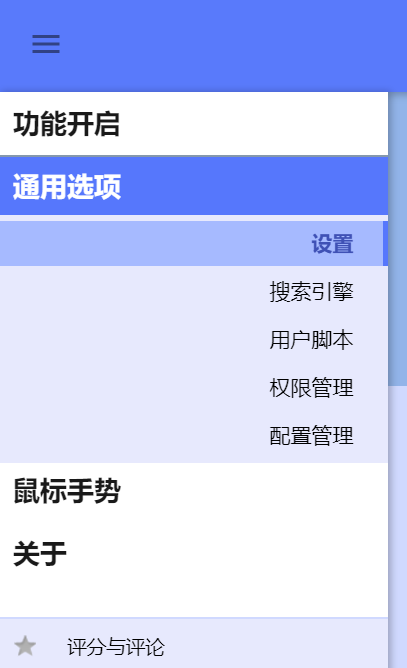 功能开启
通用选项
设置
搜索引擎
用户脚本
权限管理
配置管理
鼠标手势
关于
评分与评论